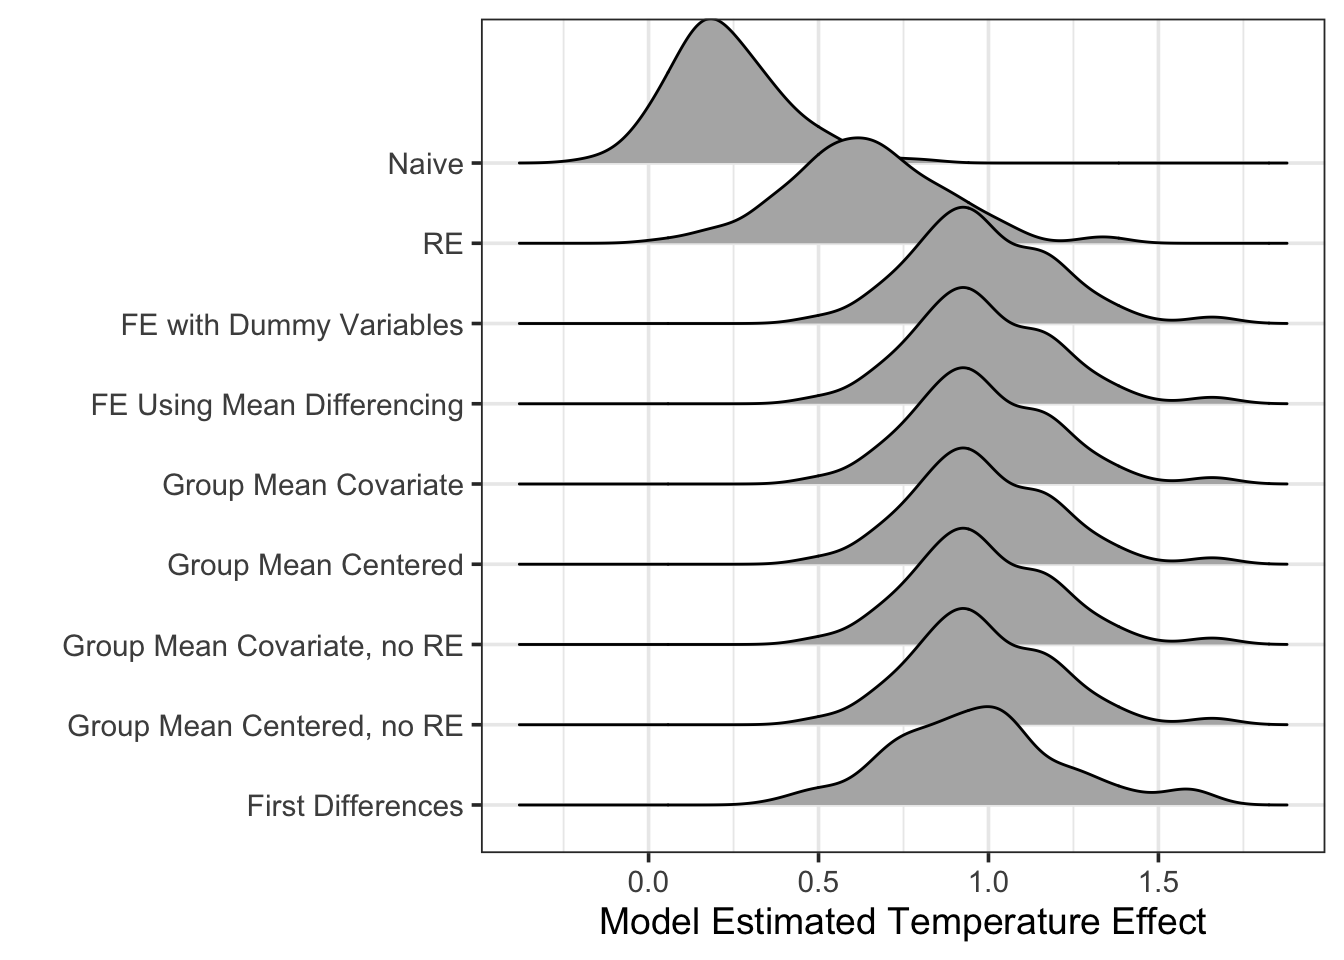 Naive
RE
FE with Dummy Variables
FE Using Mean Differencing
Group Mean Covariate
Group Mean Centered
Group Mean Covariate, no RE
Group Mean Centered, no RE
First Differences
0.0 0.5 1.0 1.5
Model Estimated Temperature Effect